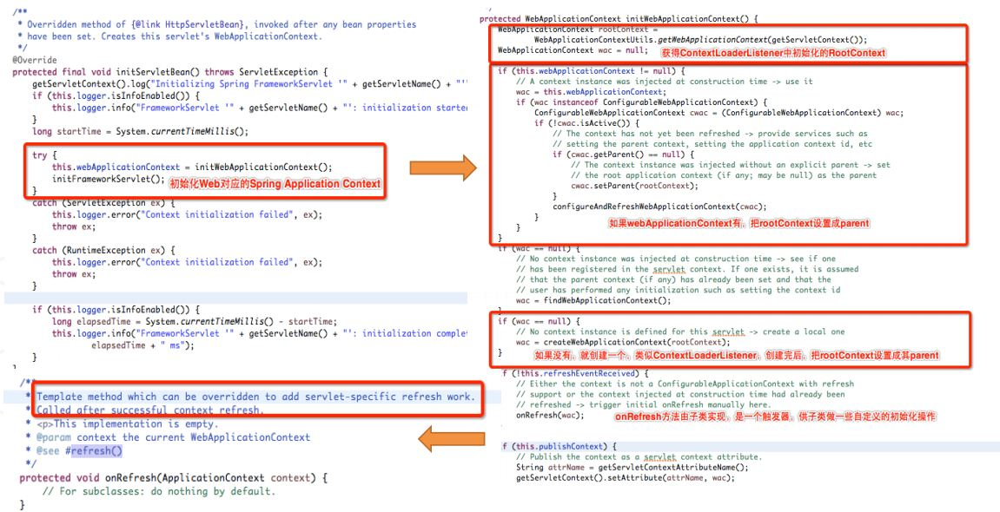 /**
 * Overridden method of {@link HttpServletBean}, invoked after any bean properties
 * have been set. Creates this servlet's WebApplicationContext.
 */
@Override
protected final void initServletBean() throws ServletException {
getServletContext().log("Initializing Spring FrameworkServlet '" + getServletName() + "'"
if (this.logger.isInfoEnabled()) {
this.logger.info("FrameworkServlet '" + getServletName() + "': initialization started
}
long startTime = System.currentTimeMillis();
try {
this.webApplicationContext = initWebApplicationContext();
initFrameworkServlet(); 初始化Web对应的Spring Application Context
}
catch (ServletException ex) {
this.logger.error("Context initialization failed", ex);
throw ex;
}
catch (RuntimeException ex) {
this.logger.error("Context initialization failed", ex);
throw ex;
}
if (this.logger.isInfoEnabled()) {
long elapsedTime = System.currentTimeMillis() - startTime;
this.logger.info("FrameworkServlet '" + getServletName() + "': initialization complet
elapsedTime + " ms");
}
}
/**
 * Template method which can be overridden to add servlet-specific refresh work.
 * Called after successful context refresh.
 * <p>This implementation is empty.
 * @param context the current WebApplicationContext
 * @see #refresh()
 */
protected void onRefresh(ApplicationContext context) {
// For subclasses: do nothing by default.
}
protected WebApplicationContext initWebApplicationContext() {
WebApplicationContext rootContext =
WebApplicationContextUtils.getWebApplicationContext(getServletContext());
WebApplicationContext wac = null; 获得ContextLoaderListener中初始化的RootContext
if (this.webApplicationContext != null) {
// A context instance was injected at construction time -> use it
wac = this.webApplicationContext;
if (wac instanceof ConfigurableWebApplicationContext) {
ConfigurableWebApplicationContext cwac = (ConfigurableWebApplicationContext) wac;
if (!cwac.isActive()) {
// The context has not yet been refreshed -> provide services such as
// setting the parent context, setting the application context id, etc
if (cwac.getParent() == null) {
// The context instance was injected without an explicit parent -> set
// the root application context (if any; may be null) as the parent
cwac.setParent(rootContext);
}
configureAndRefreshWebApplicationContext(cwac);
}
如果webApplicationContext有，把rootContext设置成parent
}
}
if (wac == null) {
// No context instance was injected at construction time -> see if one
// has been registered in the servlet context. If one exists, it is assumed
// that the parent context (if any) has already been set and that the
// user has performed any initialization such as setting the context id
wac = findWebApplicationContext();
}
if (wac == null) {
// No context instance is defined for this servlet -> create a local one
wac = createWebApplicationContext(rootContext);
} 如果没有，就创建一个，类似ContextLoaderListener，创建完后，把rootContext设置成其parent
f (!this.refreshEventReceived) {
// Either the context is not a ConfigurableApplicationContext with refresh
// support or the context injected at construction time had already been
// refreshed -> trigger initial onRefresh manually here.
onRefresh(wac); onRefresh方法由子类实现，是一个触发器，供子类做一些自定义的初始化操作
f (this.publishContext) {
// Publish the context as a servlet context attribute.
String attrName = getServletContextAttributeName();
getServletContext().setAttribute(attrName, wac);